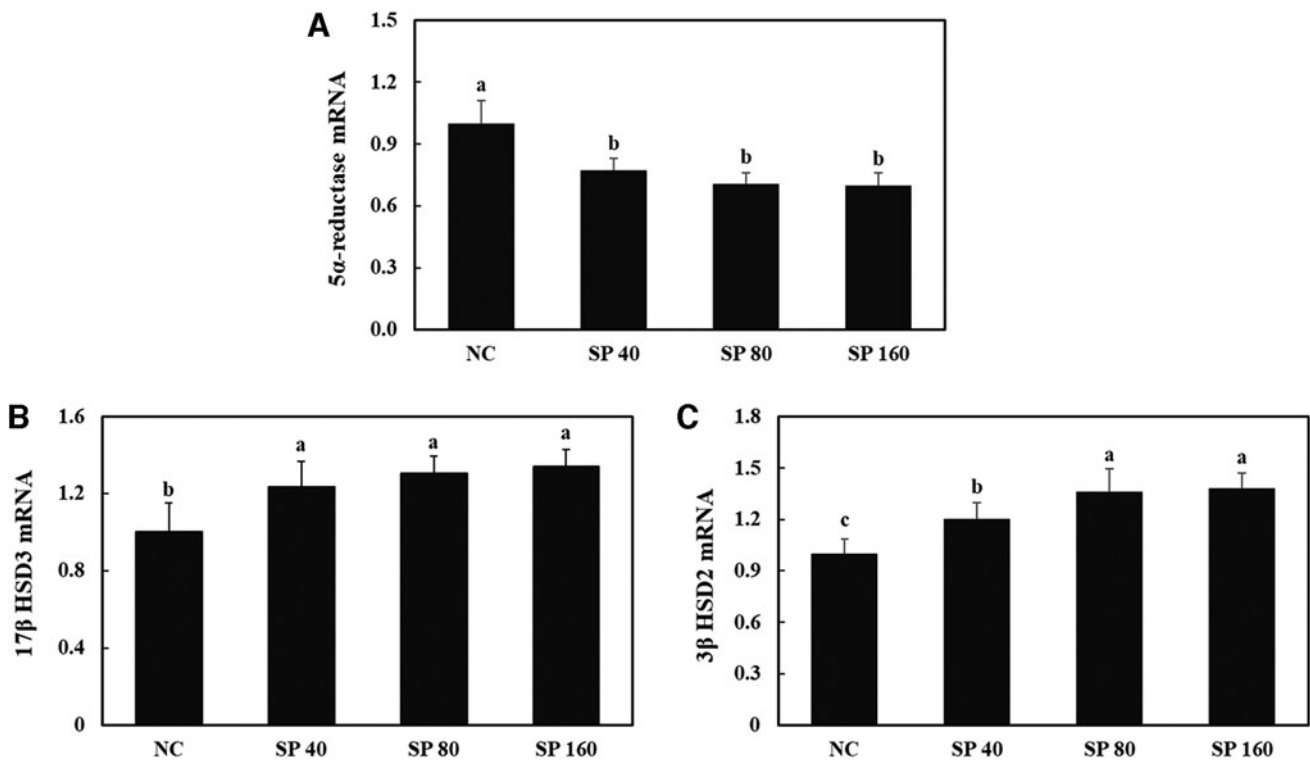 A
5α-reductase mRNA
1.5
1.2
0.9
0.6
0.3
0.0
a
b
b
b
NC SP 40 SP 80 SP 160
B
17β HSD3 mRNA
1.6
1.2
0.8
0.4
0
b
a
a
a
NC SP 40 SP 80 SP 160
C
3β HSD2 mRNA
1.8
1.5
1.2
0.9
0.6
0.3
0
c
b
a
a
NC SP 40 SP 80 SP 160